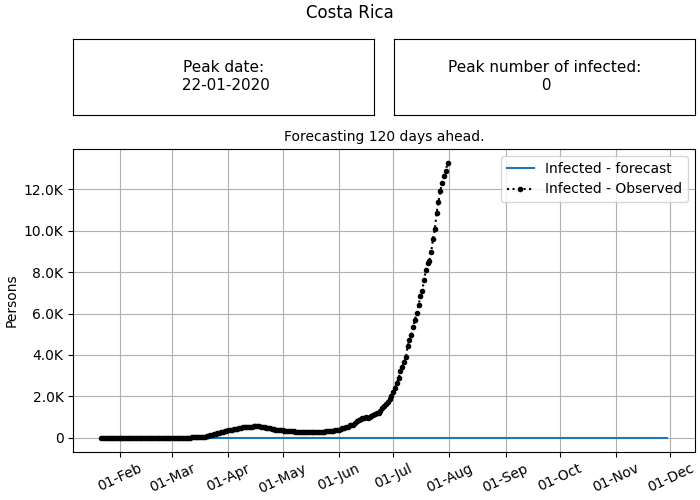 Costa Rica
Peak date:
22-01-2020
Peak number of infected:
0
Forecasting 120 days ahead.
Infected - forecast
Infected - Observed
Persons
12.0K
10.0K
8.0K
6.0K
4.0K
2.0K
0
01-Feb
01-Mar
01-Apr
01-May
01-Jun
01-Jul
01-Aug
01-Sep
01-Oct
01-Nov
01-Dec